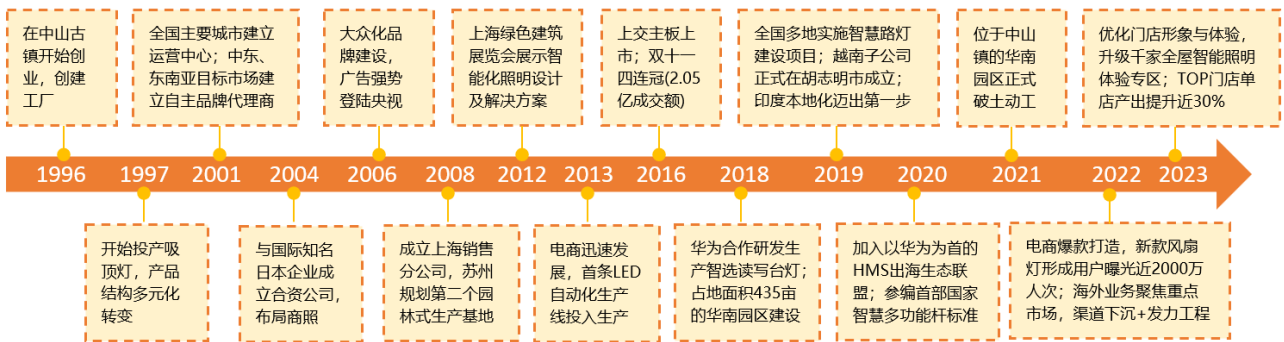 在中山古
镇开始创
业，创建
工厂
全国主要城市建立
运营中心；中东、
东南亚目标市场建
立自主品牌代理商
大众化品
牌建设，
广告强势
登陆央视
上海绿色建筑
展览会展示智
能化照明设计
及解决方案
上交主板上
市；双十一
四连冠(2.05
亿成交额)
全国多地实施智慧路灯
建设项目；越南子公司
正式在胡志明市成立；
印度本地化迈出第一步
位于中山
镇的华南
园区正式
破土动工
优化门店形象与体验，
升级千家全屋智能照明
体验专区；TOP门店单
店产出提升近30%
1996 1997 2001 2004 2006 2008 2012 2013 2016 2018 2019 2020 2021 2022 2023
开始投产吸
顶灯，产品
结构多元化
转变
与国际知名
日本企业成
立合资公司，
布局商照
成立上海销售
分公司，苏州
规划第二个园
林式生产基地
电商迅速发
展，首条LED
自动化生产
线投入生产
华为合作研发生
产智选读写台灯；
占地面积435亩
的华南园区建设
加入以华为为首的
HMS出海生态联
盟；参编首部国家
智慧多功能杆标准
电商爆款打造，新款风扇
灯形成用户曝光近2000万
人次；海外业务聚焦重点
市场，渠道下沉+发力工程